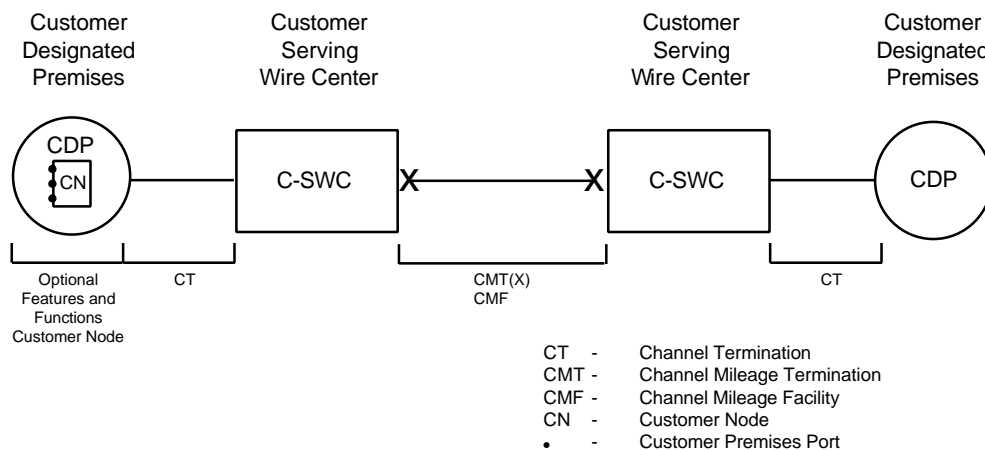 Customer
Designated
Premises
Customer
Serving
Wire Center
Customer
Serving
Wire Center
Customer
Premises
CDP
CN
C-SWC
X
X
C-SWC
CDP
Optional
Features and
Functions
Customer Node
CT
CMT(X)
CMF
CT
CT - Channel Termination
CMT - Channel Mileage Termination
CMF - Channel Mileage Facility
CN - Customer Node
• - Customer Premises Port